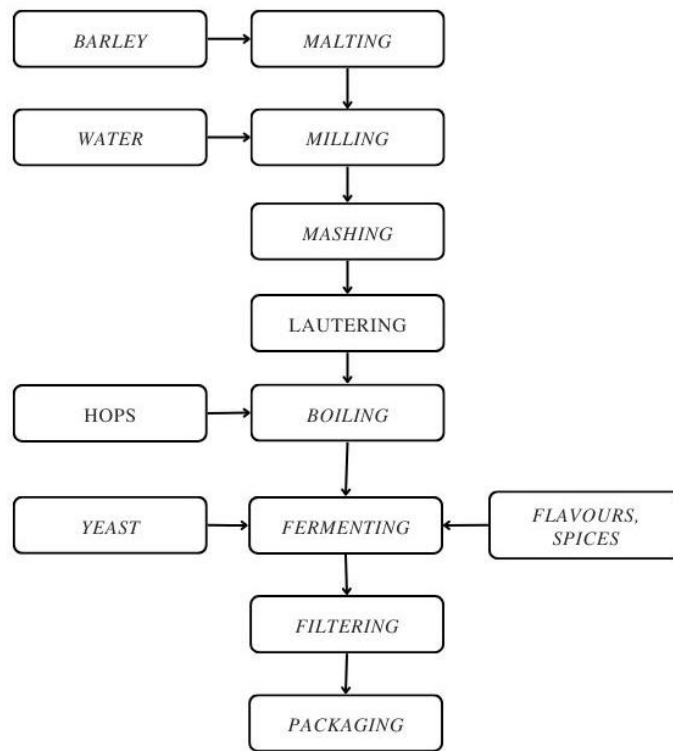 BARLEY
MALTING
WATER
MILLING
MASHING
LAUTERING
HOPS
BOILING
YEAST
FERMENTING
FLAVOURS,
SPICES
FILTERING
PACKAGING